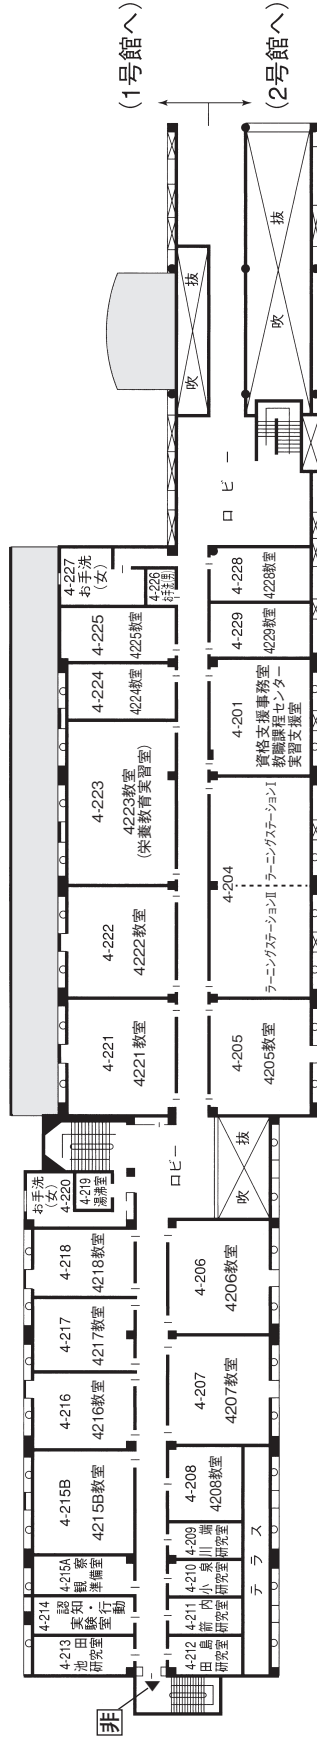 (1号館へ)
(2号館へ)
吹 抜
吹 抜
ロ ビ ー
4-227
お手洗
(女)
4-226
お手洗(男)
4-225
4225教室
4-224
4224教室
4-223
4223教室
(栄養教育実習室)
4-222
4222教室
4-221
4221教室
4-228
4228教室
4-229
4229教室
4-201
資格支援事務室
教職課程センター
実習支援室
4-204
ラーニングステーションⅡ
ラーニングステーションⅠ
4-205
4205教室
ロビー
吹 抜
お手洗
(女)
4-220
4-219
湯沸室
4-218
4218教室
4-217
4217教室
4-216
4216教室
4-215B
4215B教室
4-215A
観 察
準備室
4-214
認知・行動
実験室
4-213
池 田
研究室
4-206
4206教室
4-207
4207教室
4-208
4208教室
4-209
川 端
研究室
4-210
小 泉
研究室
4-211
箭 内
研究室
4-212
田 島
研究室
テ ラ ス
非